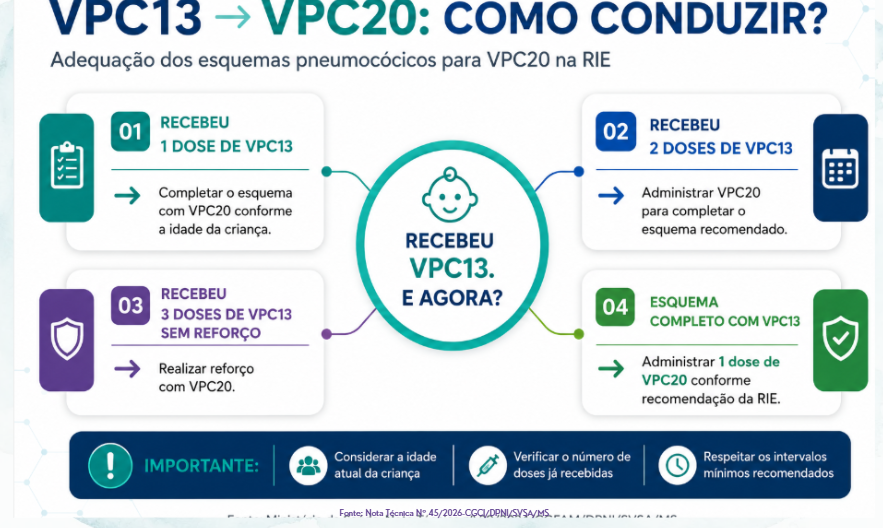 VPC13 → VPC20: COMO CONDUZIR?
Adequação dos esquemas pneumocócicos para VPC20 na RIE
01
RECEBEU
1 DOSE DE VPC13
Completar o esquema
com VPC20 conforme
a idade da criança.
02
RECEBEU
2 DOSES DE VPC13
Administrar VPC20
para completar o
esquema recomendado.
RECEBEU
VPC13.
E AGORA?
03
RECEBEU
3 DOSES DE VPC13
SEM REFORÇO
Realizar reforço
com VPC20.
04
ESQUEMA
COMPLETO COM VPC13
Administrar 1 dose de
VPC20 conforme
recomendação da RIE.
IMPORTANTE:
Considerar a idade
atual da criança
Verificar o número de
doses já recebidas
Respeitar os intervalos
mínimos recomendados
Fonte: Nota Técnica Nº 45/2026-CGCI/DPNI/SVSA/MS